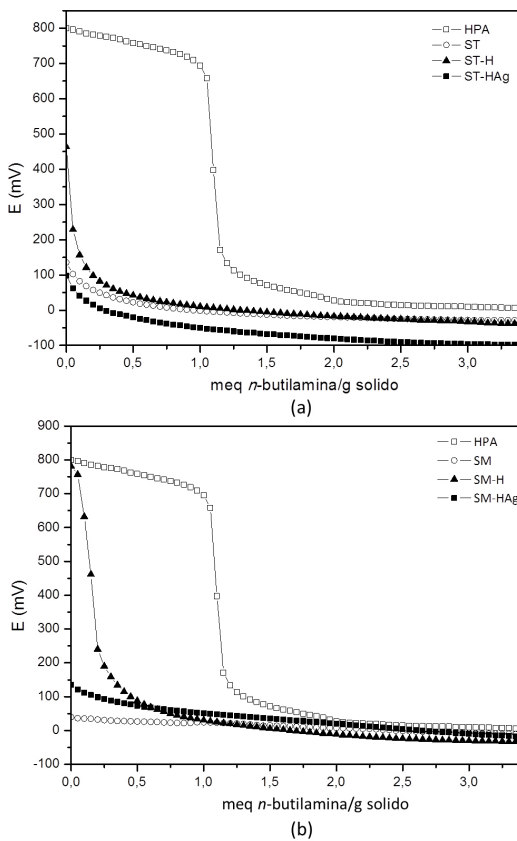 900
800
700
600
500
400
300
200
100
0
-100
E (mV)
HPA
ST
ST-H
ST-HAg
0,0 0,5 1,0 1,5 2,0 2,5 3,0
meq n-butilamina/g solido
(a)
900
800
700
600
500
400
300
200
100
0
-100
E (mV)
HPA
SM
SM-H
SM-HAg
0,0 0,5 1,0 1,5 2,0 2,5 3,0
meq n-butilamina/g solido
(b)